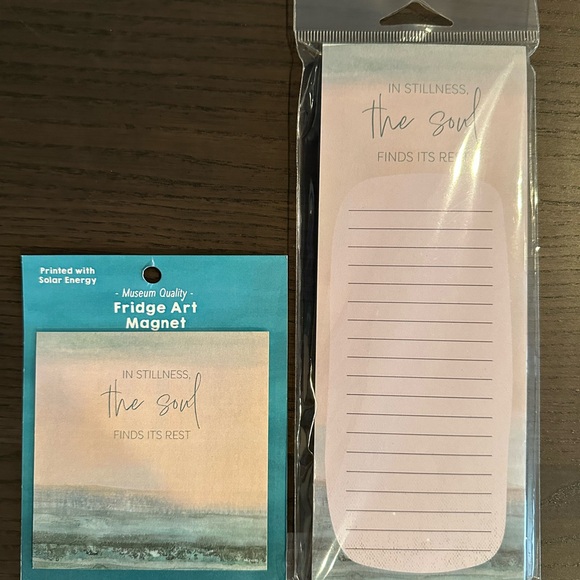 Printed with
Solar Energy
- Museum Quality -
Fridge Art
Magnet
IN STILLNESS,
the soul
FINDS ITS REST
IN STILLNESS,
the soul
FINDS ITS RE